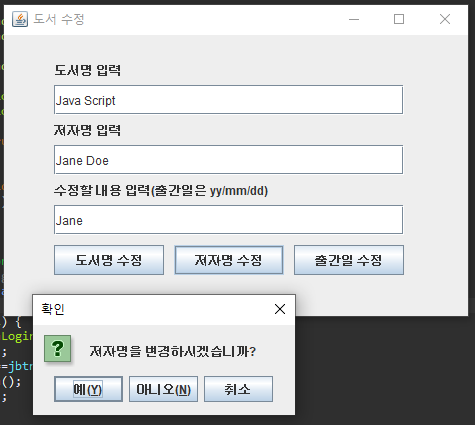 도서 수정
도서명 입력
Java Script
저자명 입력
Jane Doe
수정할 내용 입력(출간일은 yy/mm/dd)
Jane
도서명 수정 저자명 수정 출간일 수정
확인
) {
Login
;
==jbtn
();
;
?
저자명을 변경하시겠습니까?
예(Y) 아니오(N) 취소